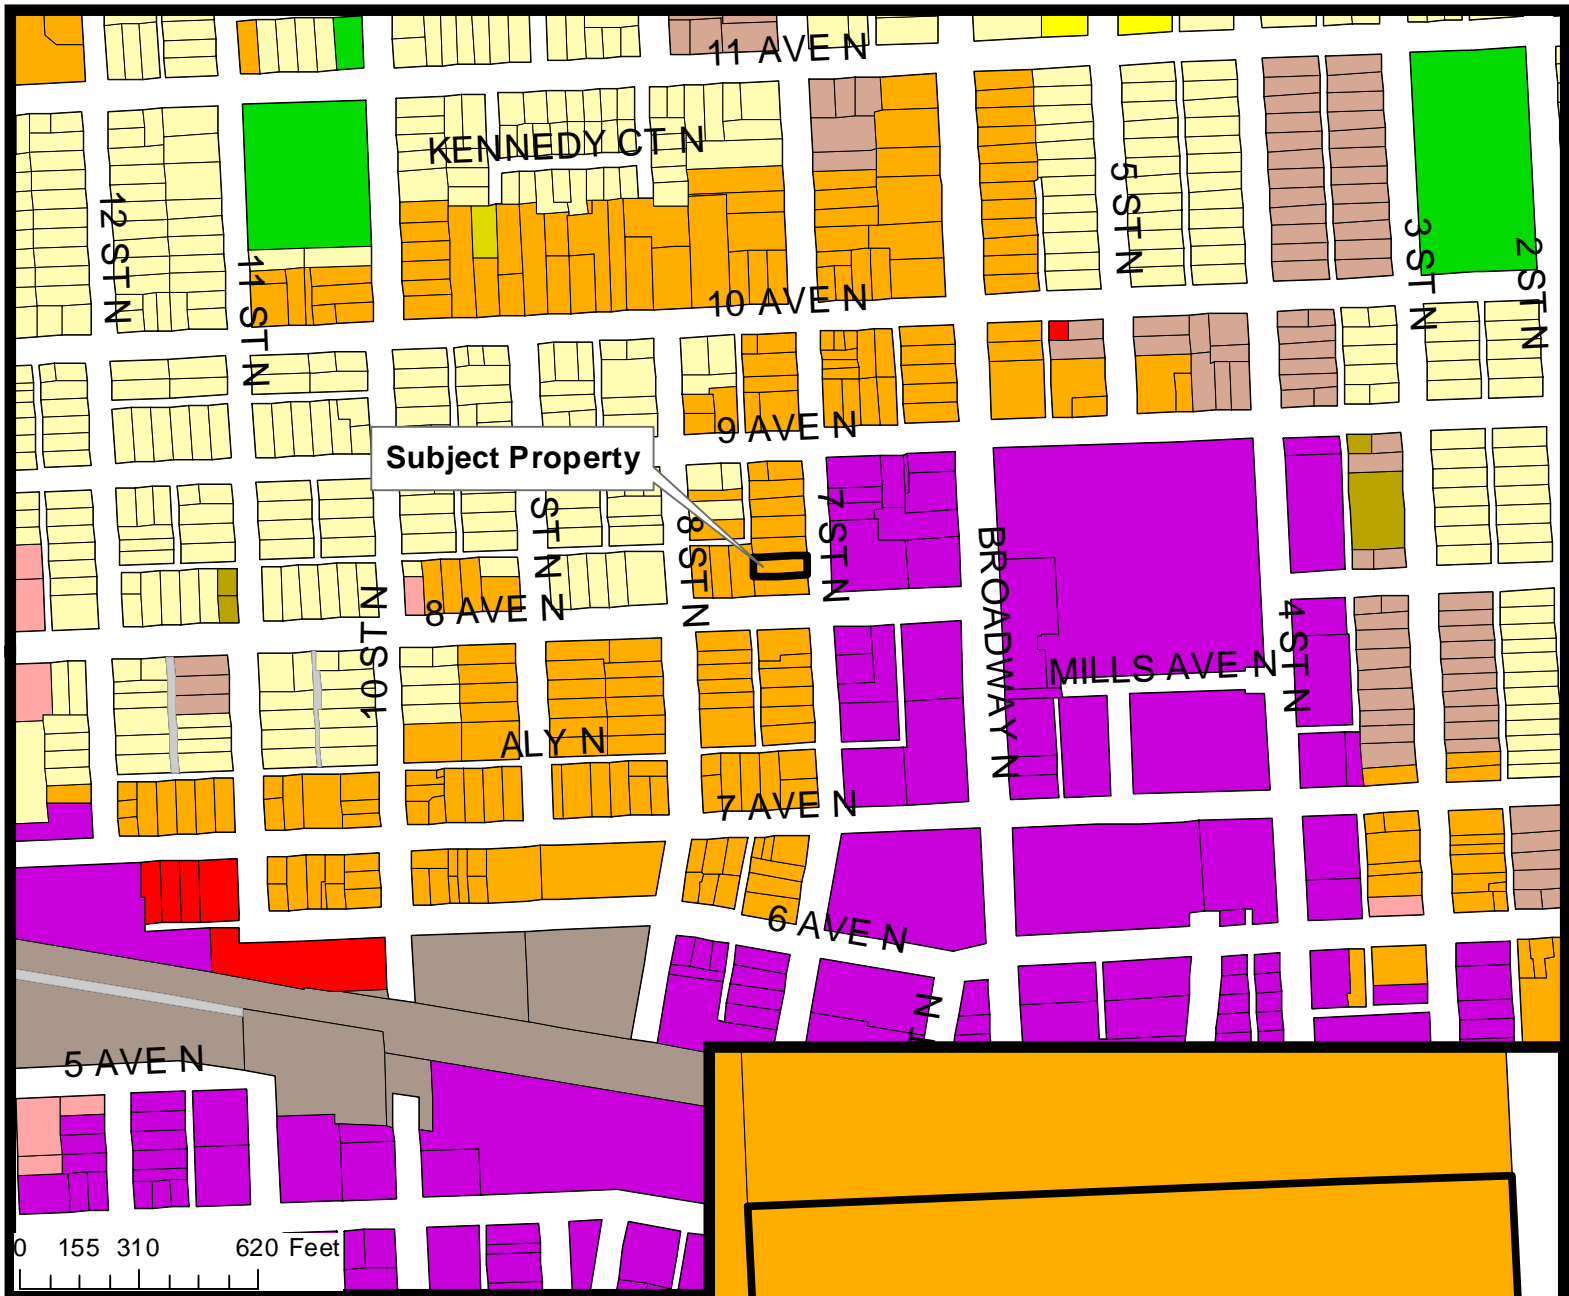 11 AVE N
KENNEDY CT N
5 ST N
12 ST N
3 ST N
2 ST N
11 ST N
10 AVE N
9 AVE N
Subject Property
7 ST N
ST N
8 ST N
BROADWAY N
10 ST N
8 AVE N
4 ST N
MILLS AVE N
ALY N
7 AVE N
6 AVE N
N
5 AVE N
0 155 310 620 Feet